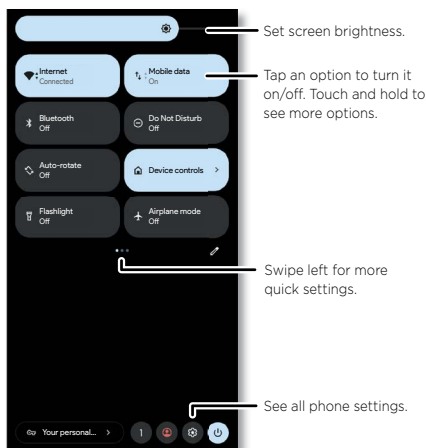 Set screen brightness.
Internet
Connected
Mobile data
On
Tap an option to turn it
on/off. Touch and hold to
see more options.
Bluetooth
Off
Do Not Disturb
Off
Auto-rotate
Off
Device controls
Flashlight
Off
Airplane mode
Off
Swipe left for more
quick settings.
See all phone settings.
Your personal...
1